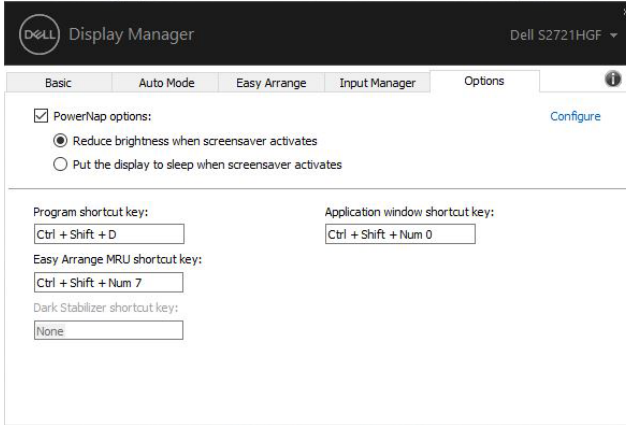 DELL Display Manager
Dell S2721HGF
Basic Auto Mode Easy Arrange Input Manager Options
PowerNap options:
Configure
Reduce brightness when screensaver activates
Put the display to sleep when screensaver activates
Program shortcut key:
Application window shortcut key:
Ctrl + Shift + D
Ctrl + Shift + Num 0
Easy Arrange MRU shortcut key:
Ctrl + Shift + Num 7
Dark Stabilizer shortcut key:
None